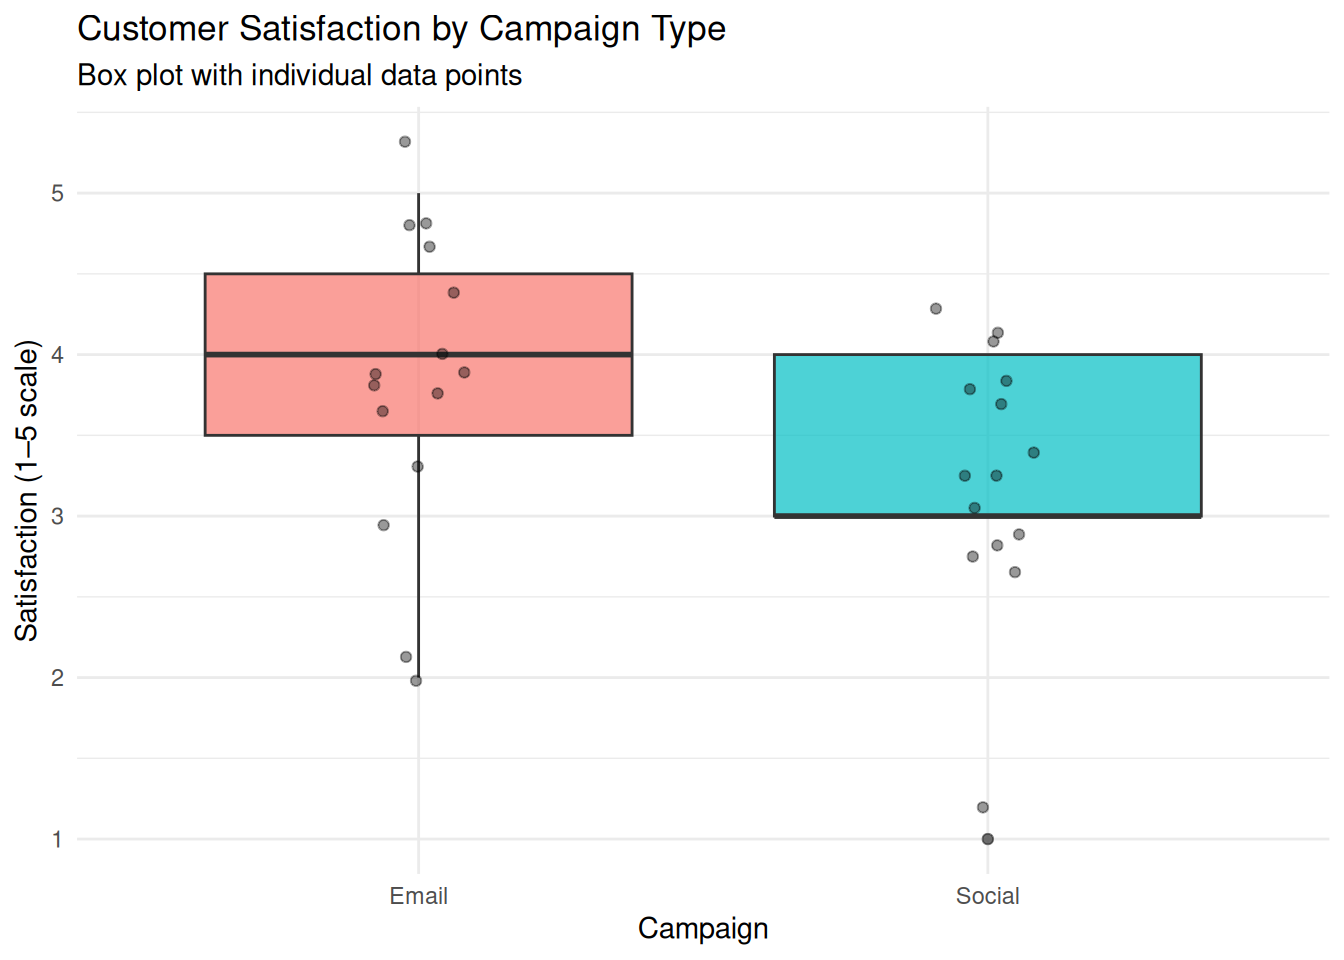 Customer Satisfaction by Campaign Type
Box plot with individual data points
Satisfaction (1–5 scale)
5
4
3
2
1
Email
Social
Campaign